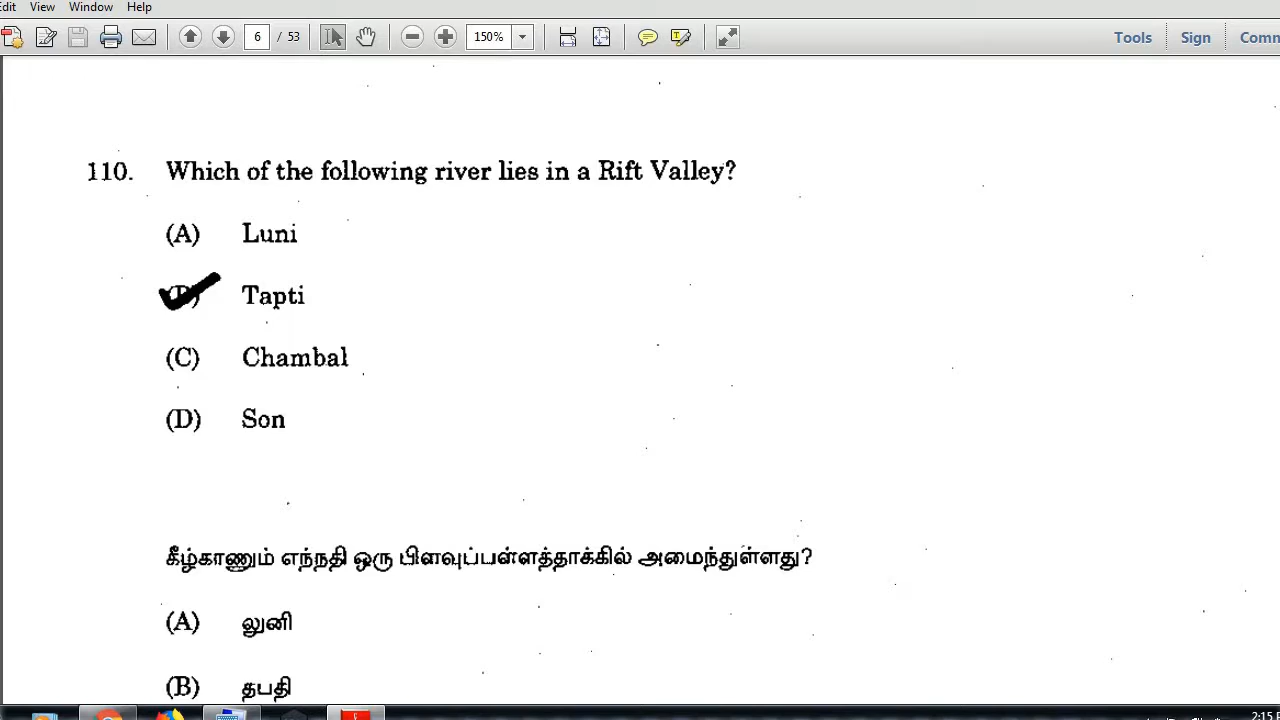 Edit View Window Help
6 / 53 150% Tools Sign
110. Which of the following river lies in a Rift Valley?
(A) Luni
(B) Tapti
(C) Chambal
(D) Son
கீழ்காணும் எந்நதி ஒரு பிளவுப்பள்ளத்தாக்கில் அமைந்துள்ளது?
(A) லுனி
(B) தபதி